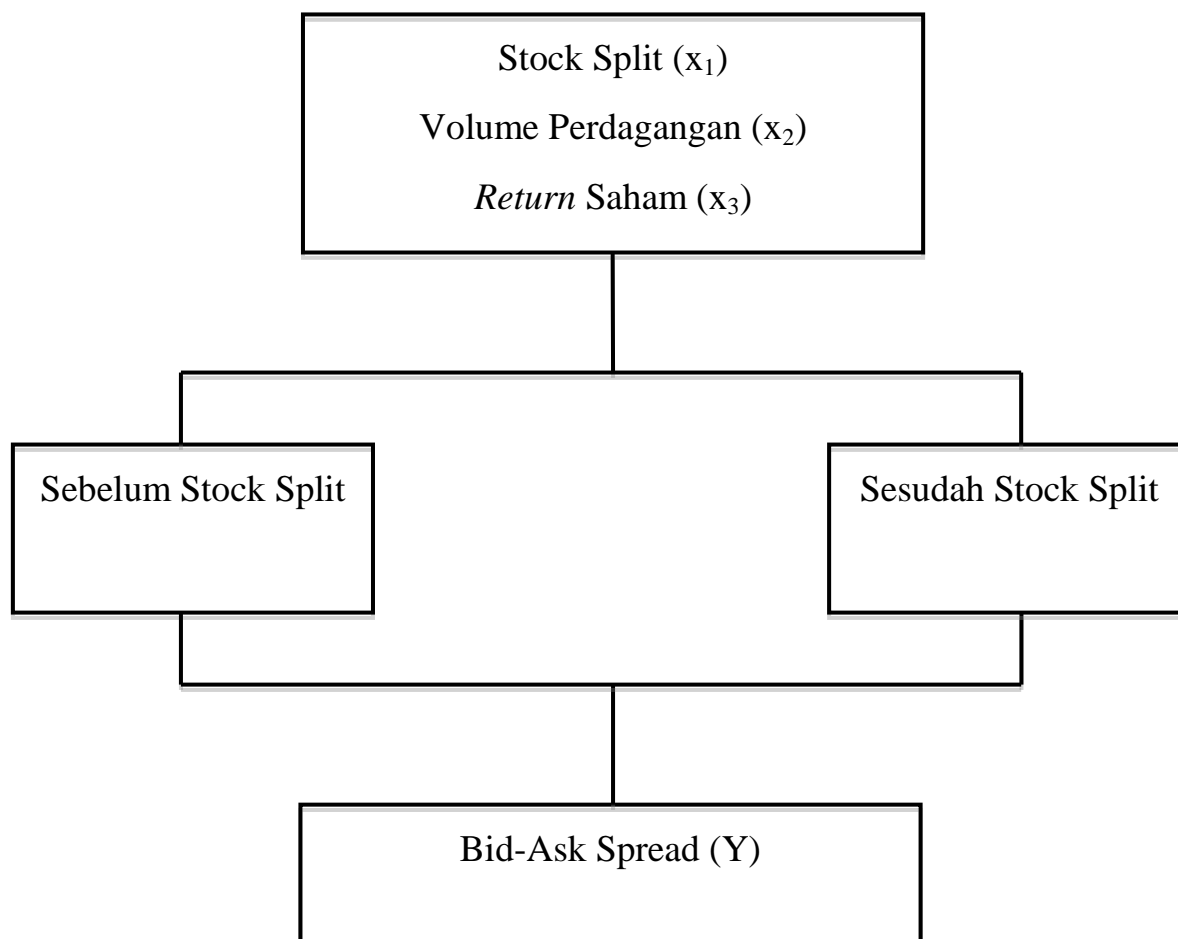 Stock Split (x₁)
Volume Perdagangan (x₂)
Return Saham (x₃)
Sebelum Stock Split
Sesudah Stock Split
Bid-Ask Spread (Y)